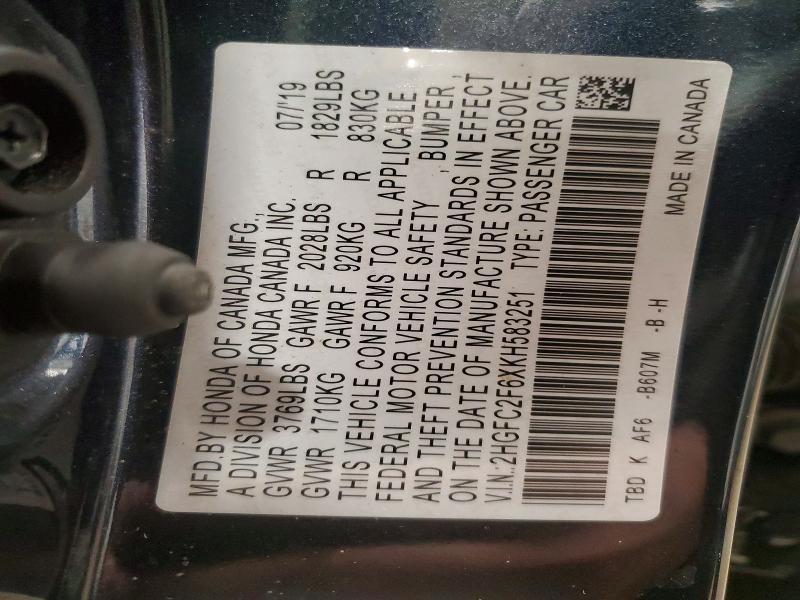 MFD.BY HONDA OF CANADA MFG.,
A DIVISION OF HONDA CANADA INC. 07/'19
GVWR 3769LBS GAWR F 2028LBS R 1829LBS
GVWR 1710KG GAWR F 920KG R 830KG
THIS VEHICLE CONFORMS TO ALL APPLICABLE
FEDERAL MOTOR VEHICLE SAFETY , BUMPER ,
AND THEFT PREVENTION STANDARDS IN EFFECT
ON THE DATE OF MANUFACTURE SHOWN ABOVE.
V.I.N.:2HGFC2F6XKH583251 TYPE: PASSENGER CAR
TBD K AF6 -B607M -B -H MADE IN CANADA